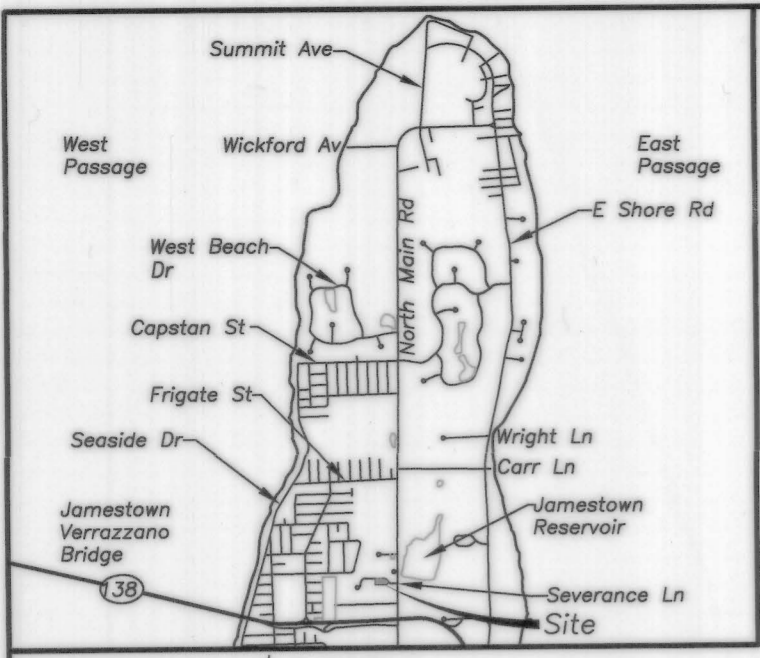 Summit Ave
West
Passage
Wickford Av
East
Passage
E Shore Rd
North Main Rd
West Beach
Dr
Capstan St
Frigate St
Seaside Dr
Wright Ln
Carr Ln
Jamestown
Verrazzano
Bridge
Jamestown
Reservoir
138
Severance Ln
Site